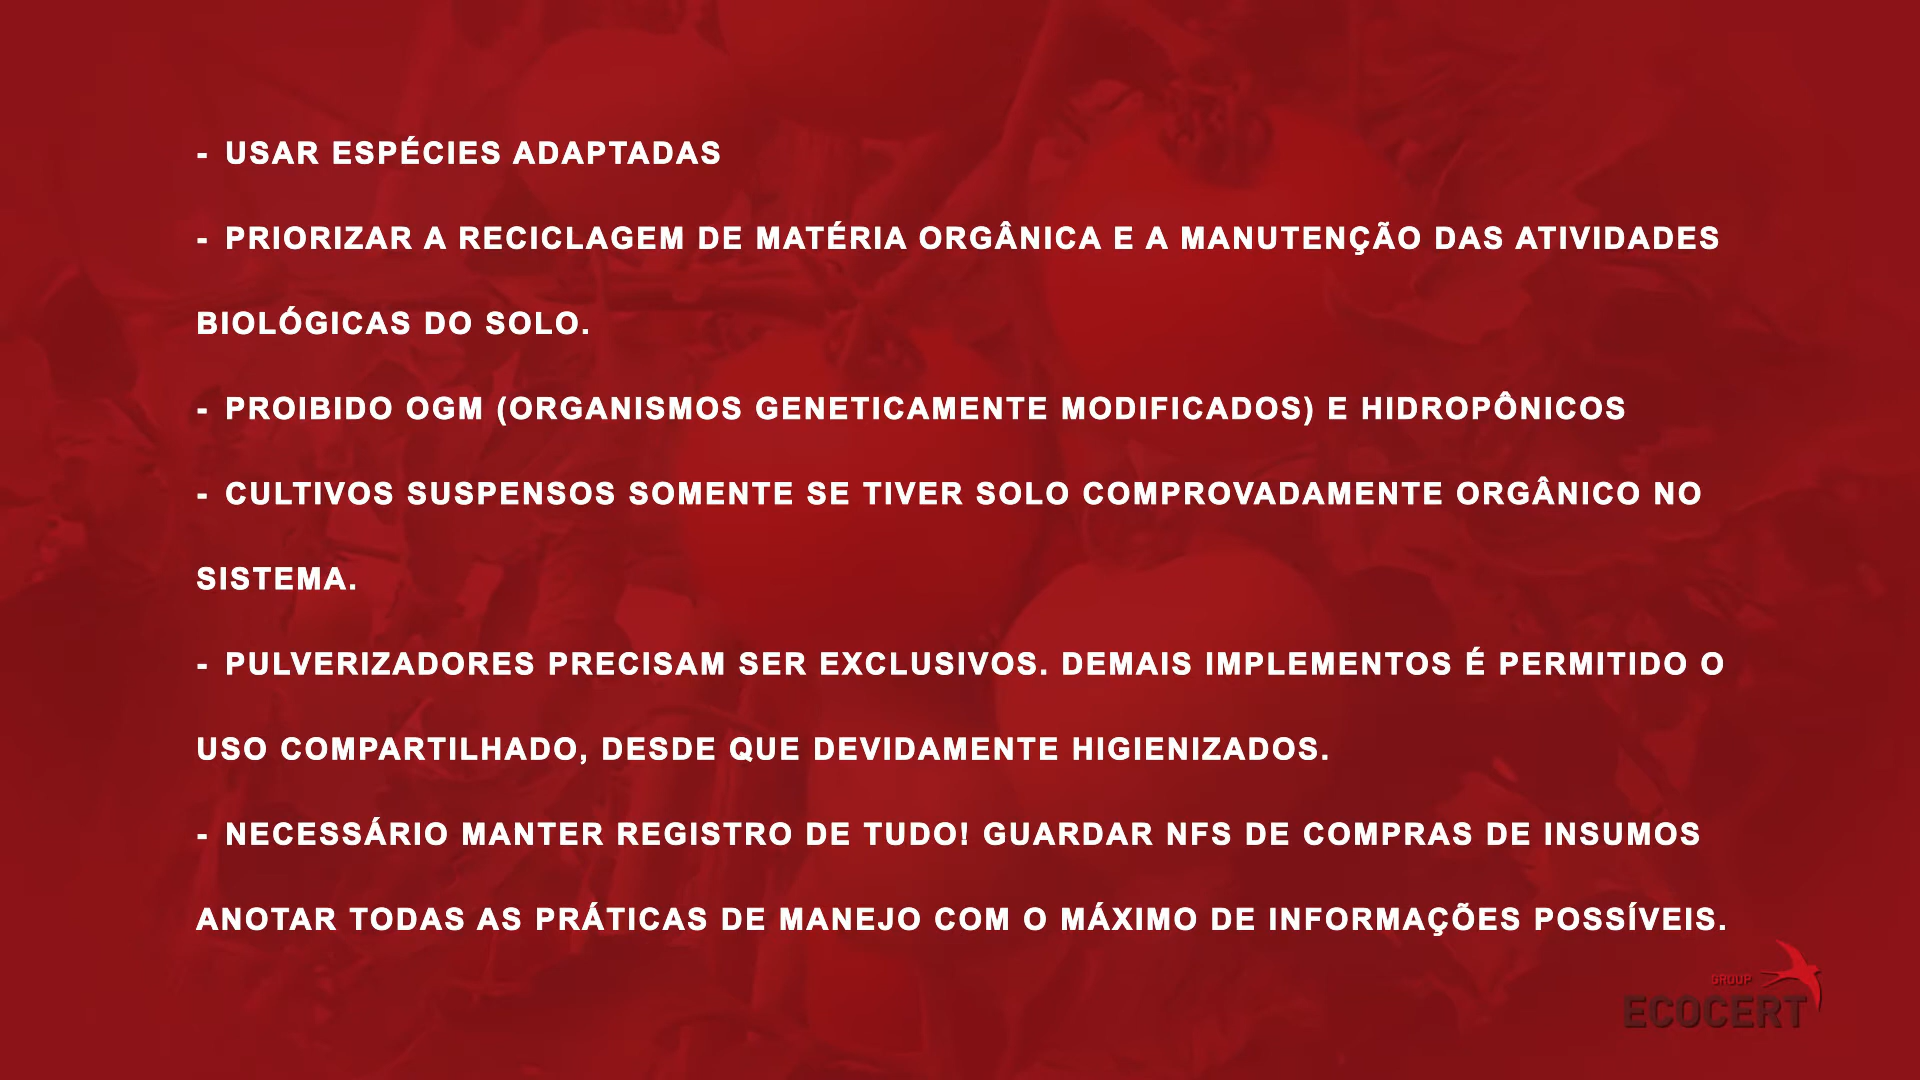 - USAR ESPÉCIES ADAPTADAS
- PRIORIZAR A RECICLAGEM DE MATÉRIA ORGÂNICA E A MANUTENÇÃO DAS ATIVIDADES
BIOLÓGICAS DO SOLO.
- PROIBIDO OGM (ORGANISMOS GENETICAMENTE MODIFICADOS) E HIDROPÔNICOS
- CULTIVOS SUSPENSOS SOMENTE SE TIVER SOLO COMPROVADAMENTE ORGÂNICO NO
SISTEMA.
- PULVERIZADORES PRECISAM SER EXCLUSIVOS. DEMAIS IMPLEMENTOS É PERMITIDO O
USO COMPARTILHADO, DESDE QUE DEVIDAMENTE HIGIENIZADOS.
- NECESSÁRIO MANTER REGISTRO DE TUDO! GUARDAR NFS DE COMPRAS DE INSUMOS
ANOTAR TODAS AS PRÁTICAS DE MANEJO COM O MÁXIMO DE INFORMAÇÕES POSSÍVEIS.
GROUP
ECOCERT